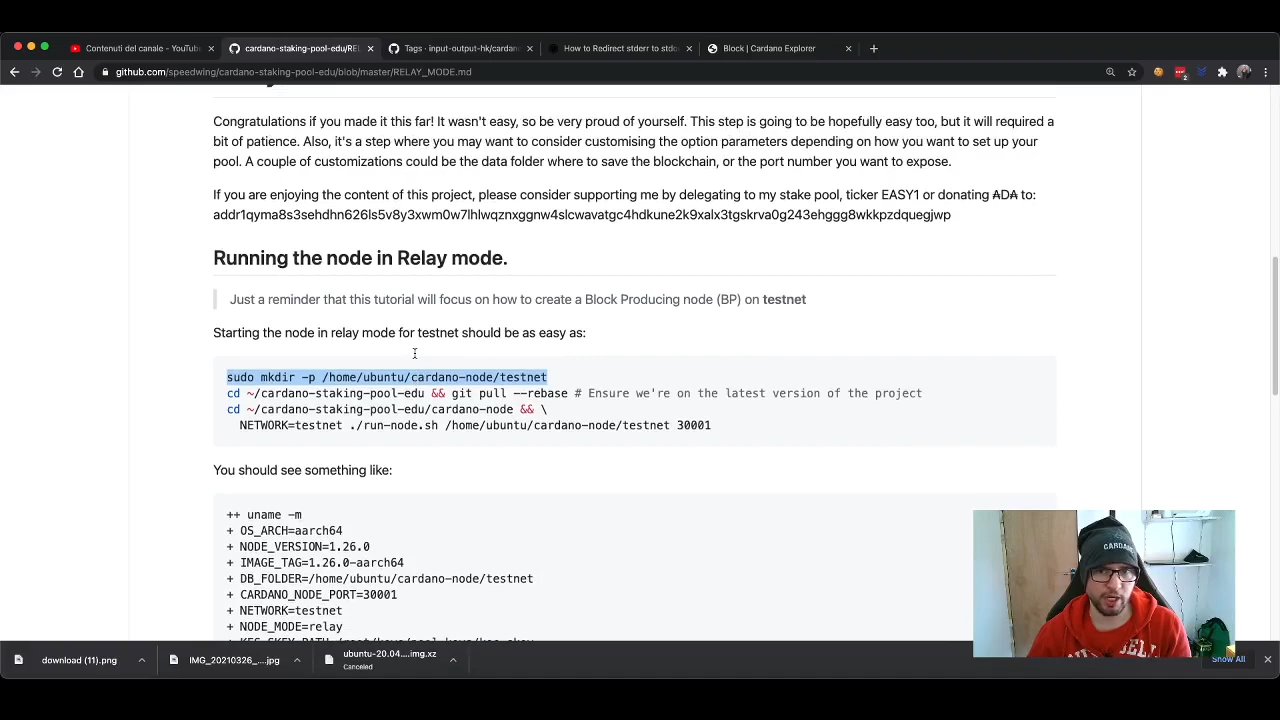 Contenuti del canale - YouTube
cardano-staking-pool-edu/REL
Tags · input-output-hk/cardano
How to Redirect stderr to stdou
Block | Cardano Explorer
github.com/speedwing/cardano-staking-pool-edu/blob/master/RELAY_MODE.md
Congratulations if you made it this far! It wasn't easy, so be very proud of yourself. This step is going to be hopefully easy too, but it will required a
bit of patience. Also, it's a step where you may want to consider customising the option parameters depending on how you want to set up your
pool. A couple of customizations could be the data folder where to save the blockchain, or the port number you want to expose.
If you are enjoying the content of this project, please consider supporting me by delegating to my stake pool, ticker EASY1 or donating ₳D₳ to:
addr1qyma8s3sehdhn626ls5v8y3xwm0w7lhlwqznxggnw4slcwavatgc4hdkune2k9xalx3tgskrva0g243ehggg8wkkpzdquegjwp
Running the node in Relay mode.
Just a reminder that this tutorial will focus on how to create a Block Producing node (BP) on testnet
Starting the node in relay mode for testnet should be as easy as:
sudo mkdir -p /home/ubuntu/cardano-node/testnet
cd ~/cardano-staking-pool-edu && git pull --rebase # Ensure we're on the latest version of the project
cd ~/cardano-staking-pool-edu/cardano-node && \
NETWORK=testnet ./run-node.sh /home/ubuntu/cardano-node/testnet 30001
You should see something like:
++ uname -m
+ OS_ARCH=aarch64
+ NODE_VERSION=1.26.0
+ IMAGE_TAG=1.26.0-aarch64
+ DB_FOLDER=/home/ubuntu/cardano-node/testnet
+ CARDANO_NODE_PORT=30001
+ NETWORK=testnet
+ NODE_MODE=relay
CARDANO
download (11).png
IMG_20210326_....jpg
ubuntu-20.04....img.xz
Canceled
Show All